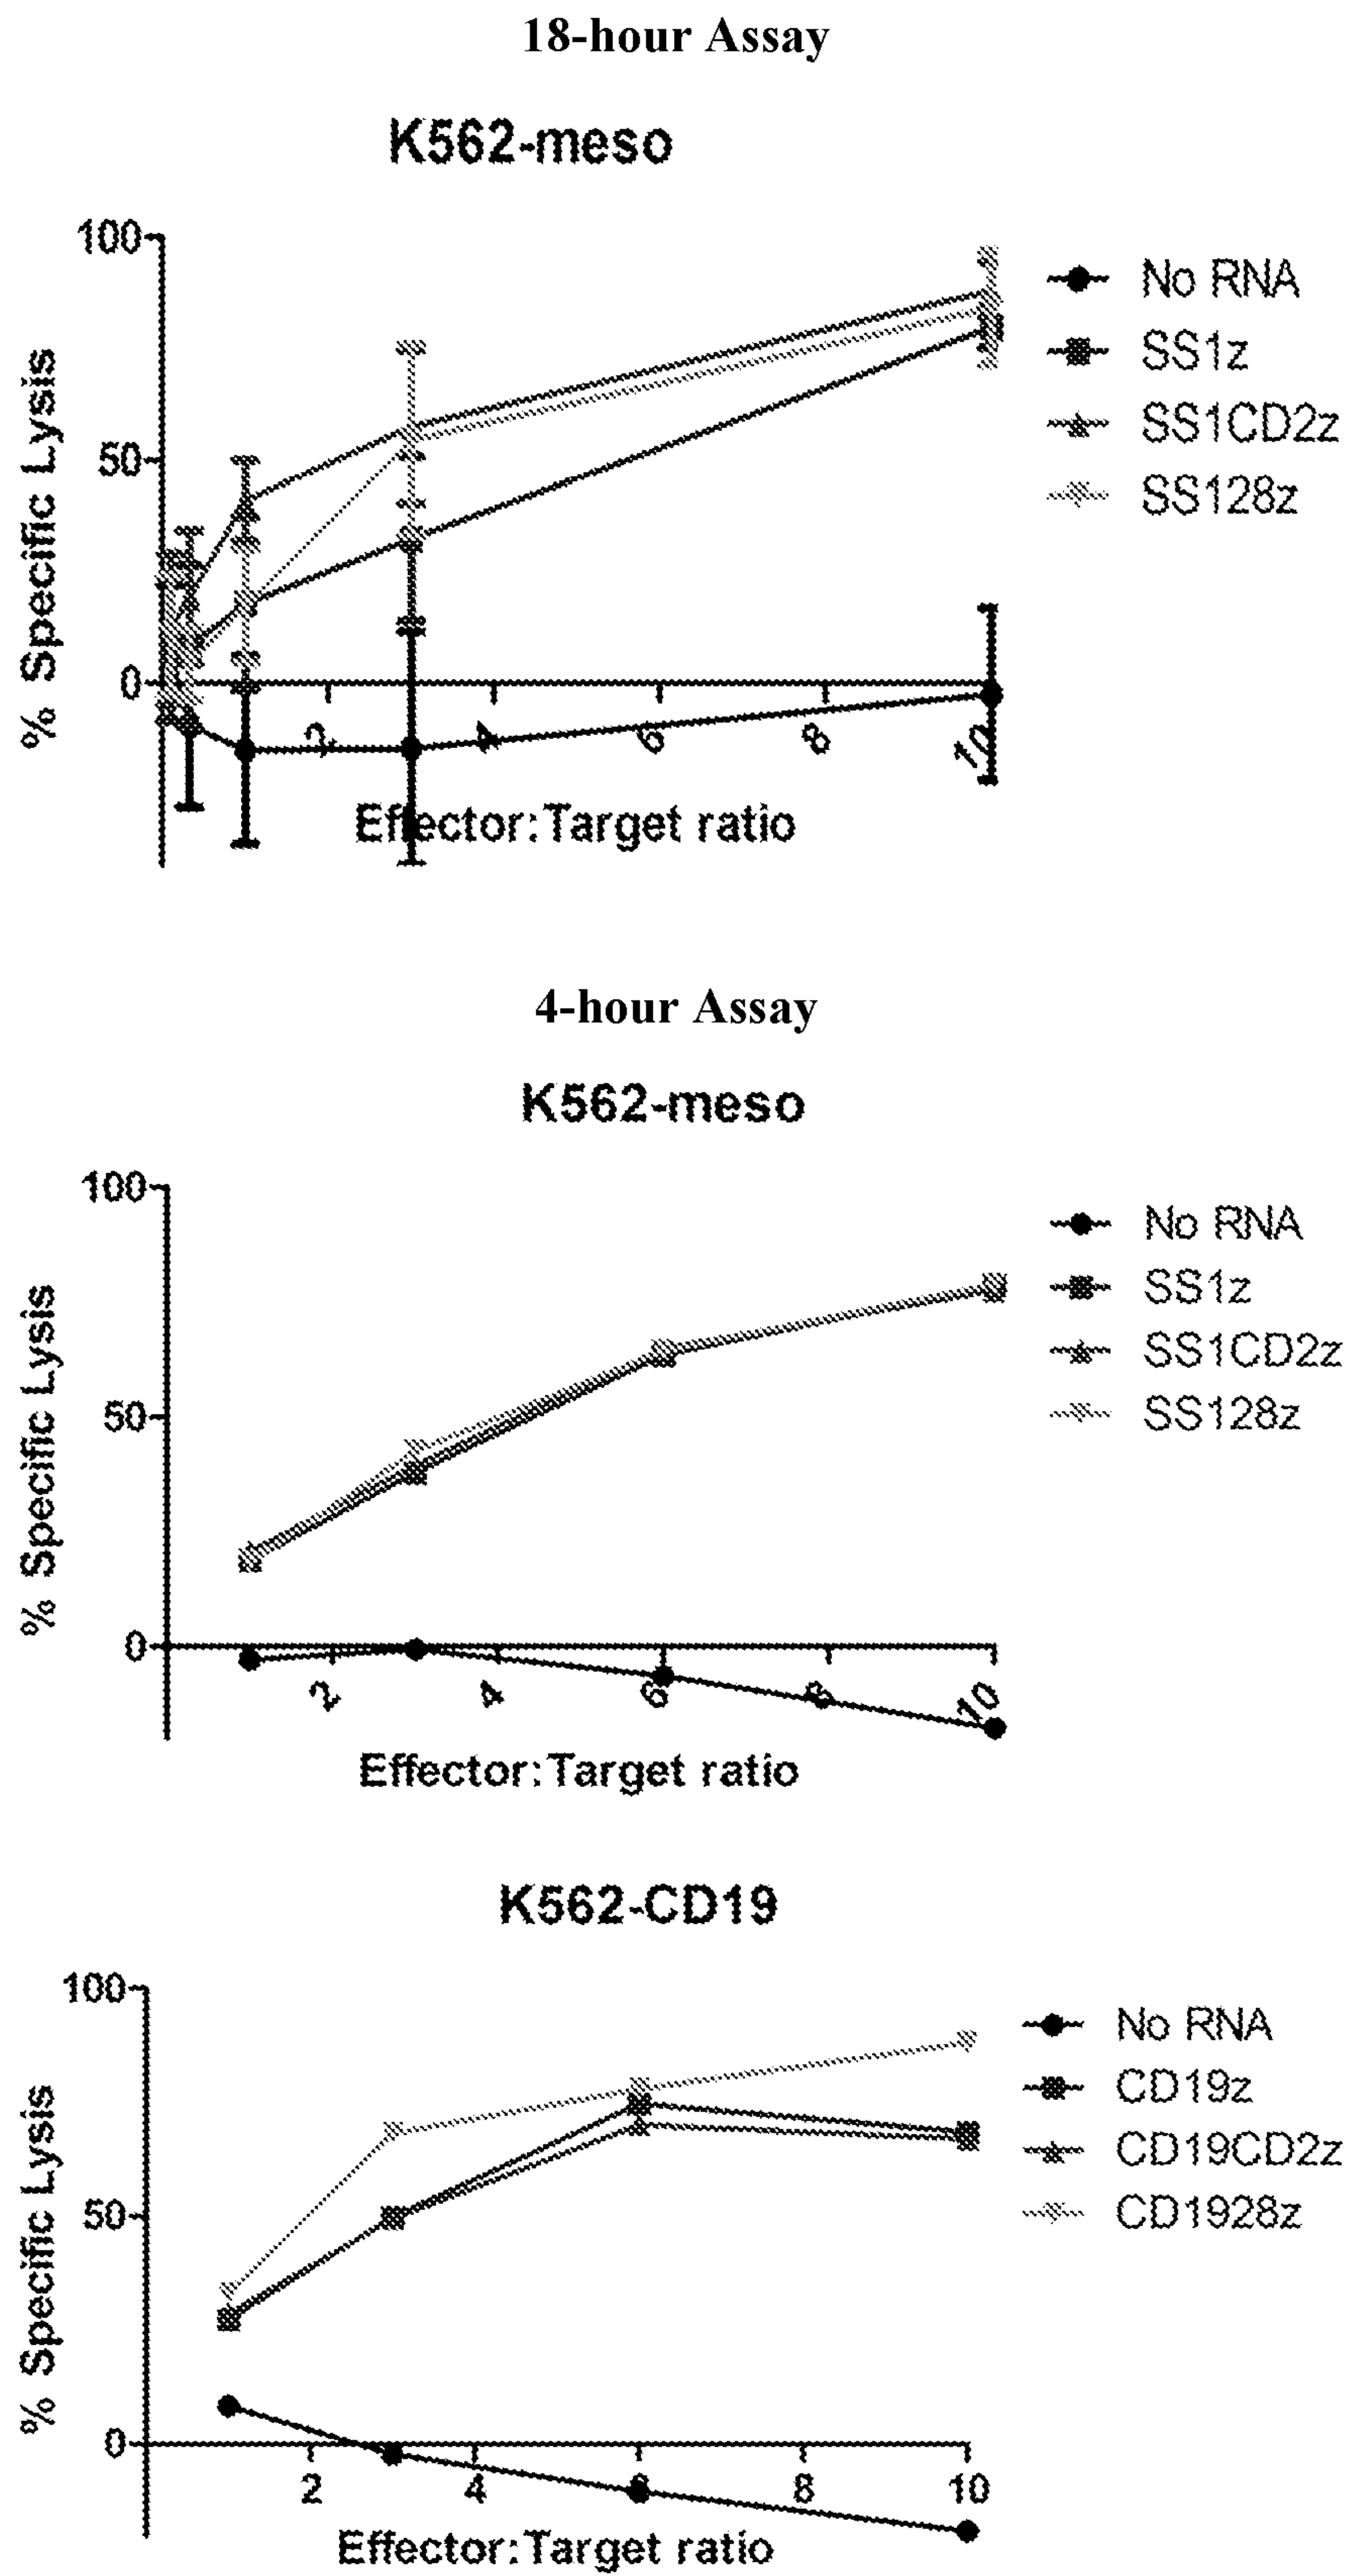 18-hour Assay
K562-meso
100
50
0
% Specific Lysis
2
4
6
8
10
Effector:Target ratio
No RNA
SS1z
SS1CD2z
SS128z
4-hour Assay
K562-meso
100
50
0
% Specific Lysis
2
4
6
8
10
Effector:Target ratio
No RNA
SS1z
SS1CD2z
SS128z
K562-CD19
100
50
0
% Specific Lysis
2
4
6
8
10
Effector:Target ratio
No RNA
CD19z
CD19CD2z
CD1928z